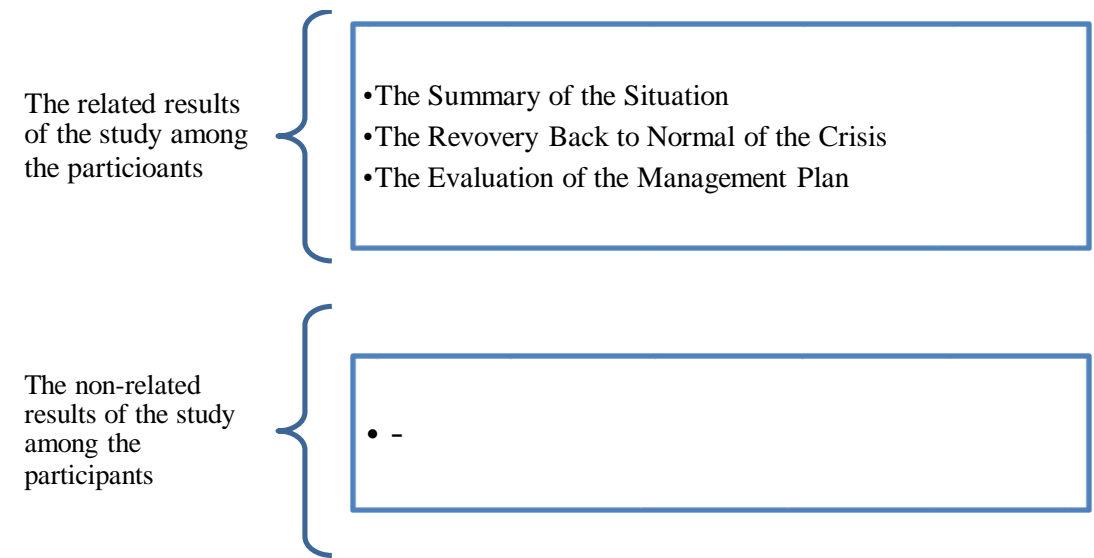 The related results
of the study among
the particioants
•The Summary of the Situation
•The Revovery Back to Normal of the Crisis
•The Evaluation of the Management Plan
The non-related
results of the study
among the
participants
• -